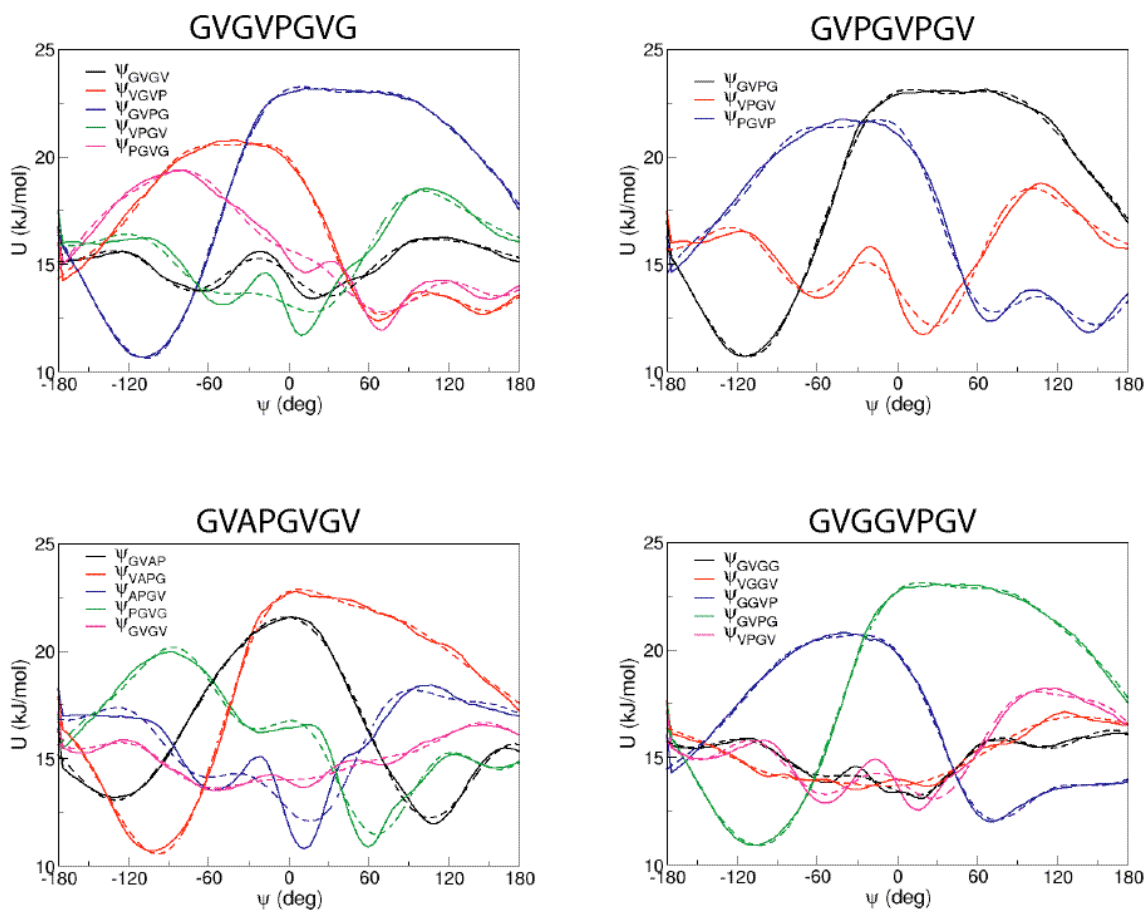 GVGVPGVG
25
20
15
10
U (kJ/mol)
ψGVGV
ψVGVP
ψGVPG
ψVPGV
ψPGVG
-180 -120 -60 0 60 120 180
ψ (deg)
GVPGVPGV
25
20
15
10
U (kJ/mol)
ψGVPG
ψVPGV
ψPGVP
-180 -120 -60 0 60 120 180
ψ (deg)
GVAPGVGV
25
20
15
10
U (kJ/mol)
ψGVAP
ψVAPG
ψAPGV
ψPGVG
ψGVGV
-180 -120 -60 0 60 120 180
ψ (deg)
GVGGVPGV
25
20
15
10
U (kJ/mol)
ψGVGG
ψVGGV
ψGGVP
ψGVPG
ψVPGV
-180 -120 -60 0 60 120 180
ψ (deg)